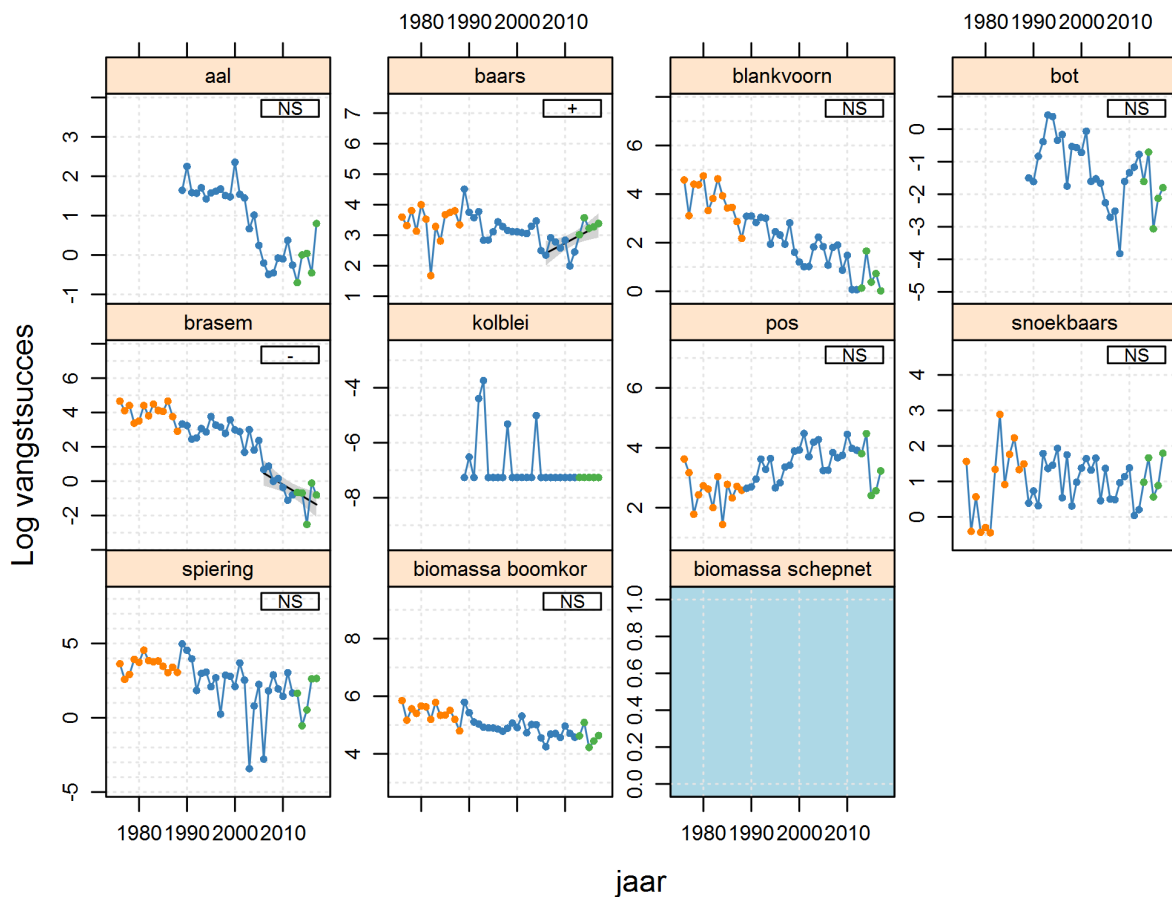 1980 1990 2000 2010
1980 1990 2000 2010
aal
baars
blankvoorn
bot
NS
+
NS
NS
-1 0 1 2 3
1 2 3 4 5 6 7
0 2 4 6
-5 -4 -3 -2 -1 0
brasem
kolblei
pos
snoekbaars
-
NS
NS
-2 0 2 4 6
-8 -6 -4
2 4 6
0 1 2 3 4
spiering
biomassa boomkor
biomassa schepnet
NS
NS
-5 0 5
4 6 8
0.0 0.2 0.4 0.6 0.8 1.0
1980 1990 2000 2010
1980 1990 2000 2010
Log vangstsucces
jaar